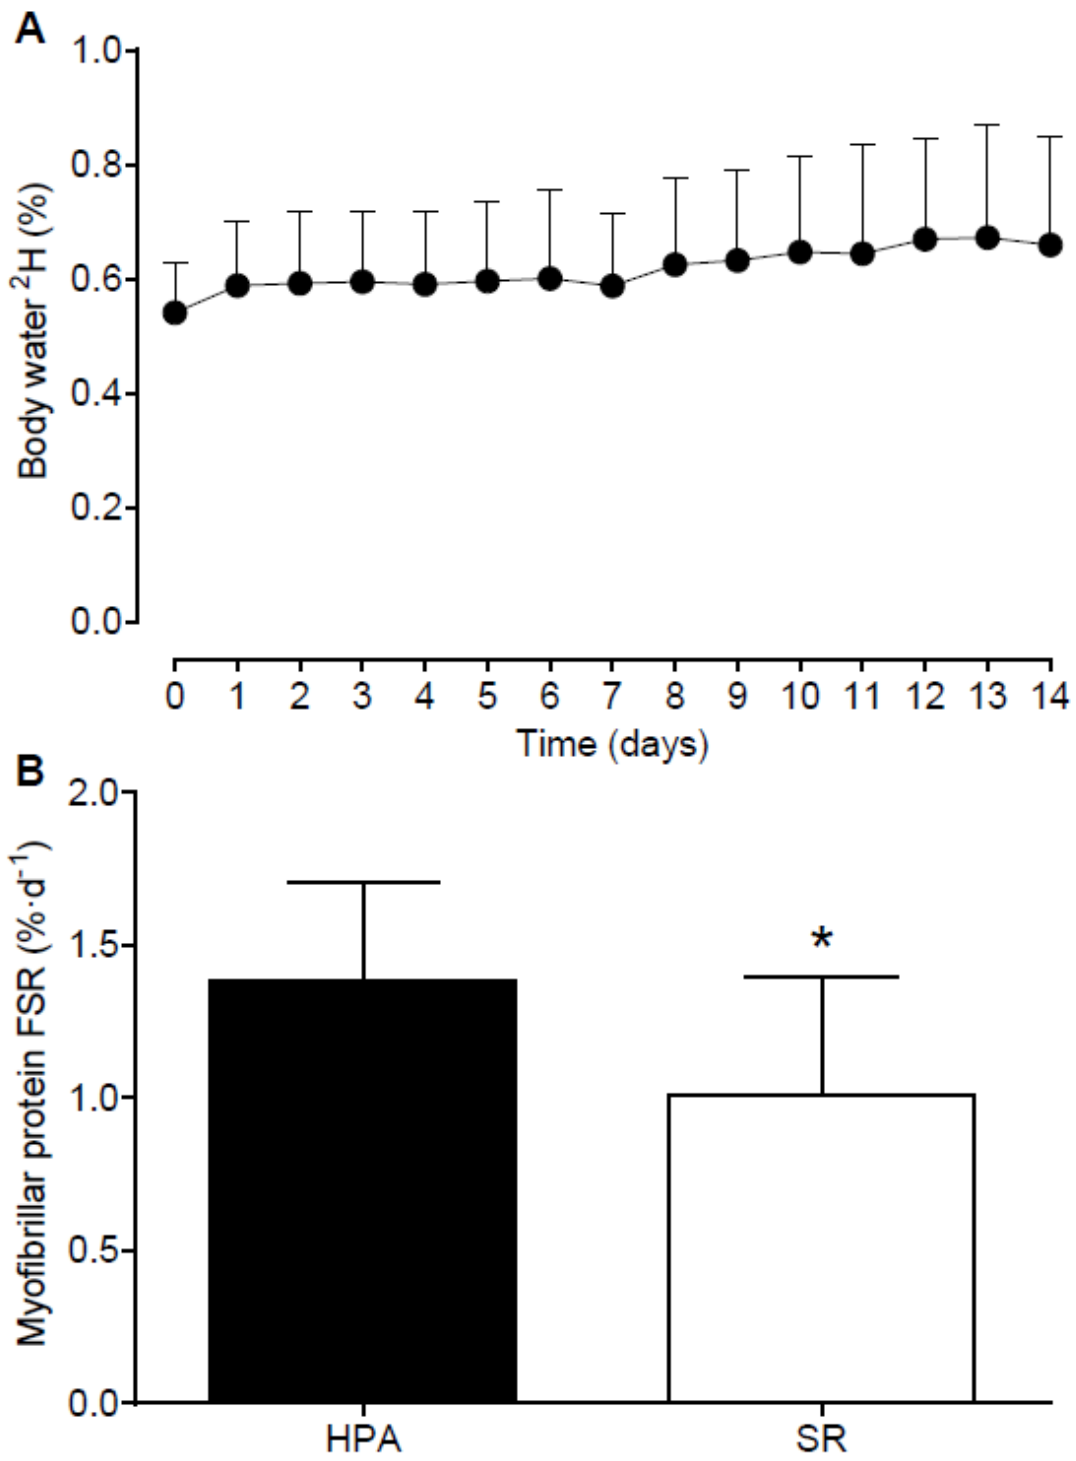 A
Body water ²H (%)
1.0
0.8
0.6
0.4
0.2
0.0
0 1 2 3 4 5 6 7 8 9 10 11 12 13 14
Time (days)
B
Myofibrillar protein FSR (%·d⁻¹)
2.0
1.5
1.0
0.5
0.0
*
HPA SR